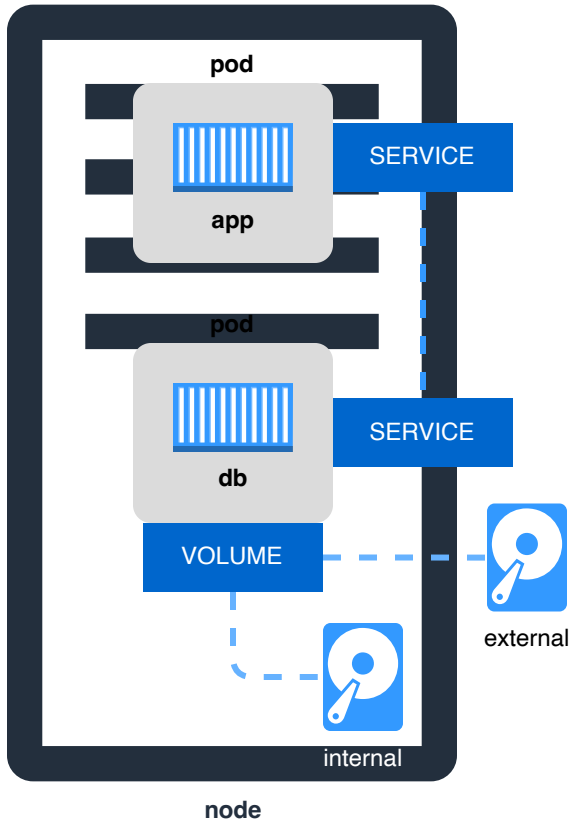 pod
SERVICE
app
pod
SERVICE
db
VOLUME
external
internal
node